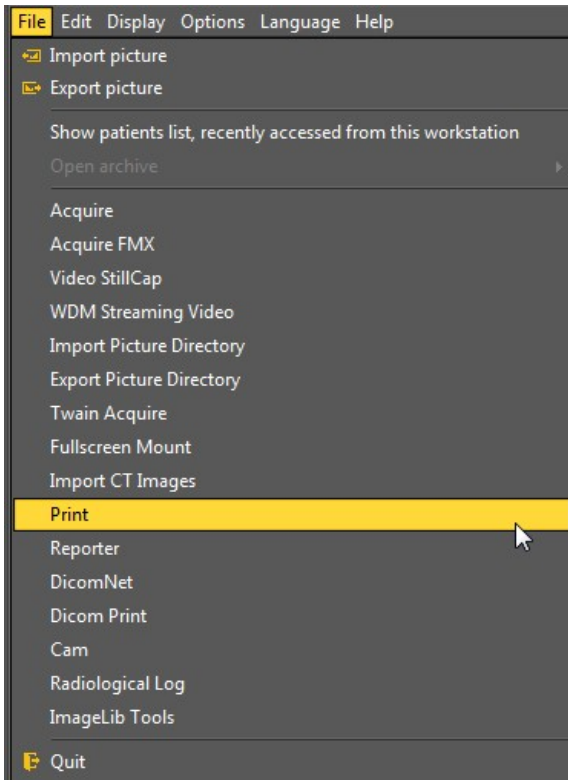 File Edit Display Options Language Help
Import picture
Export picture
Show patients list, recently accessed from this workstation
Open archive
Acquire
Acquire FMX
Video StillCap
WDM Streaming Video
Import Picture Directory
Export Picture Directory
Twain Acquire
Fullscreen Mount
Import CT Images
Print
Reporter
DicomNet
Dicom Print
Cam
Radiological Log
ImageLib Tools
Quit